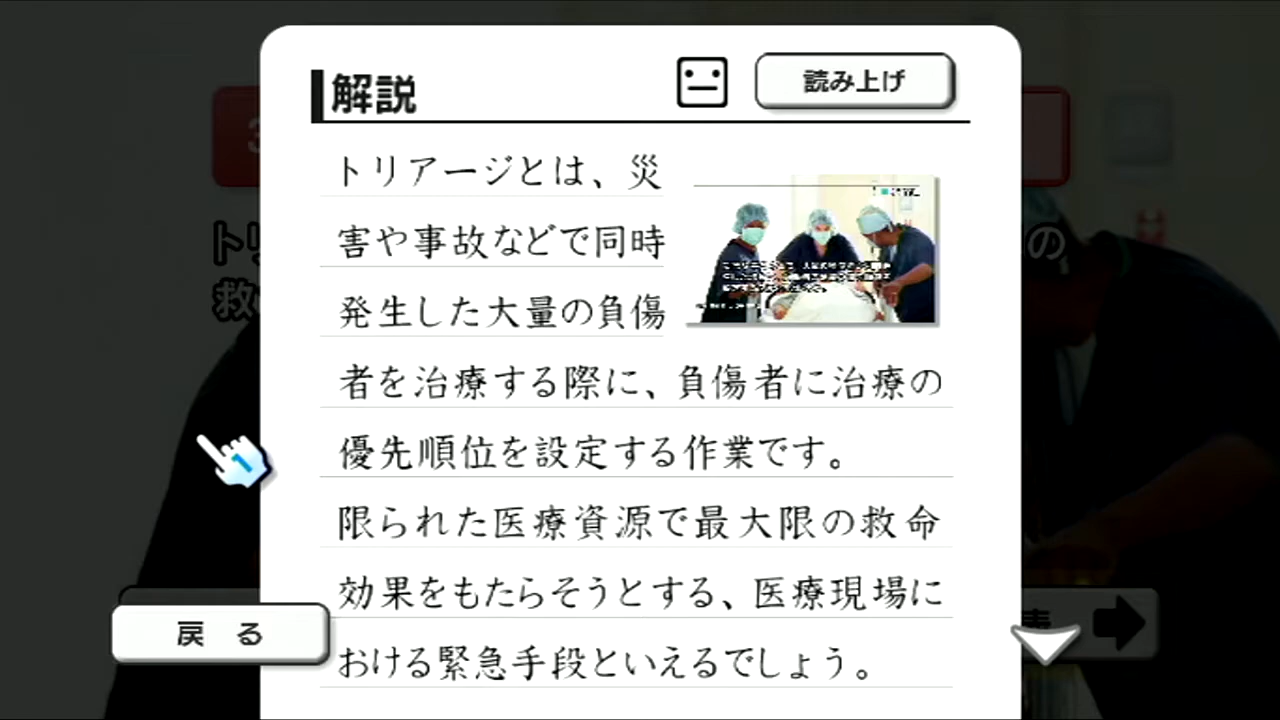 解説
読み上げ
トリアージとは、災
害や事故などで同時
発生した大量の負傷
者を治療する際に、負傷者に治療の
優先順位を設定する作業です。
限られた医療資源で最大限の救命
効果をもたらそうとする、医療現場に
おける緊急手段といえるでしょう。
戻る
1